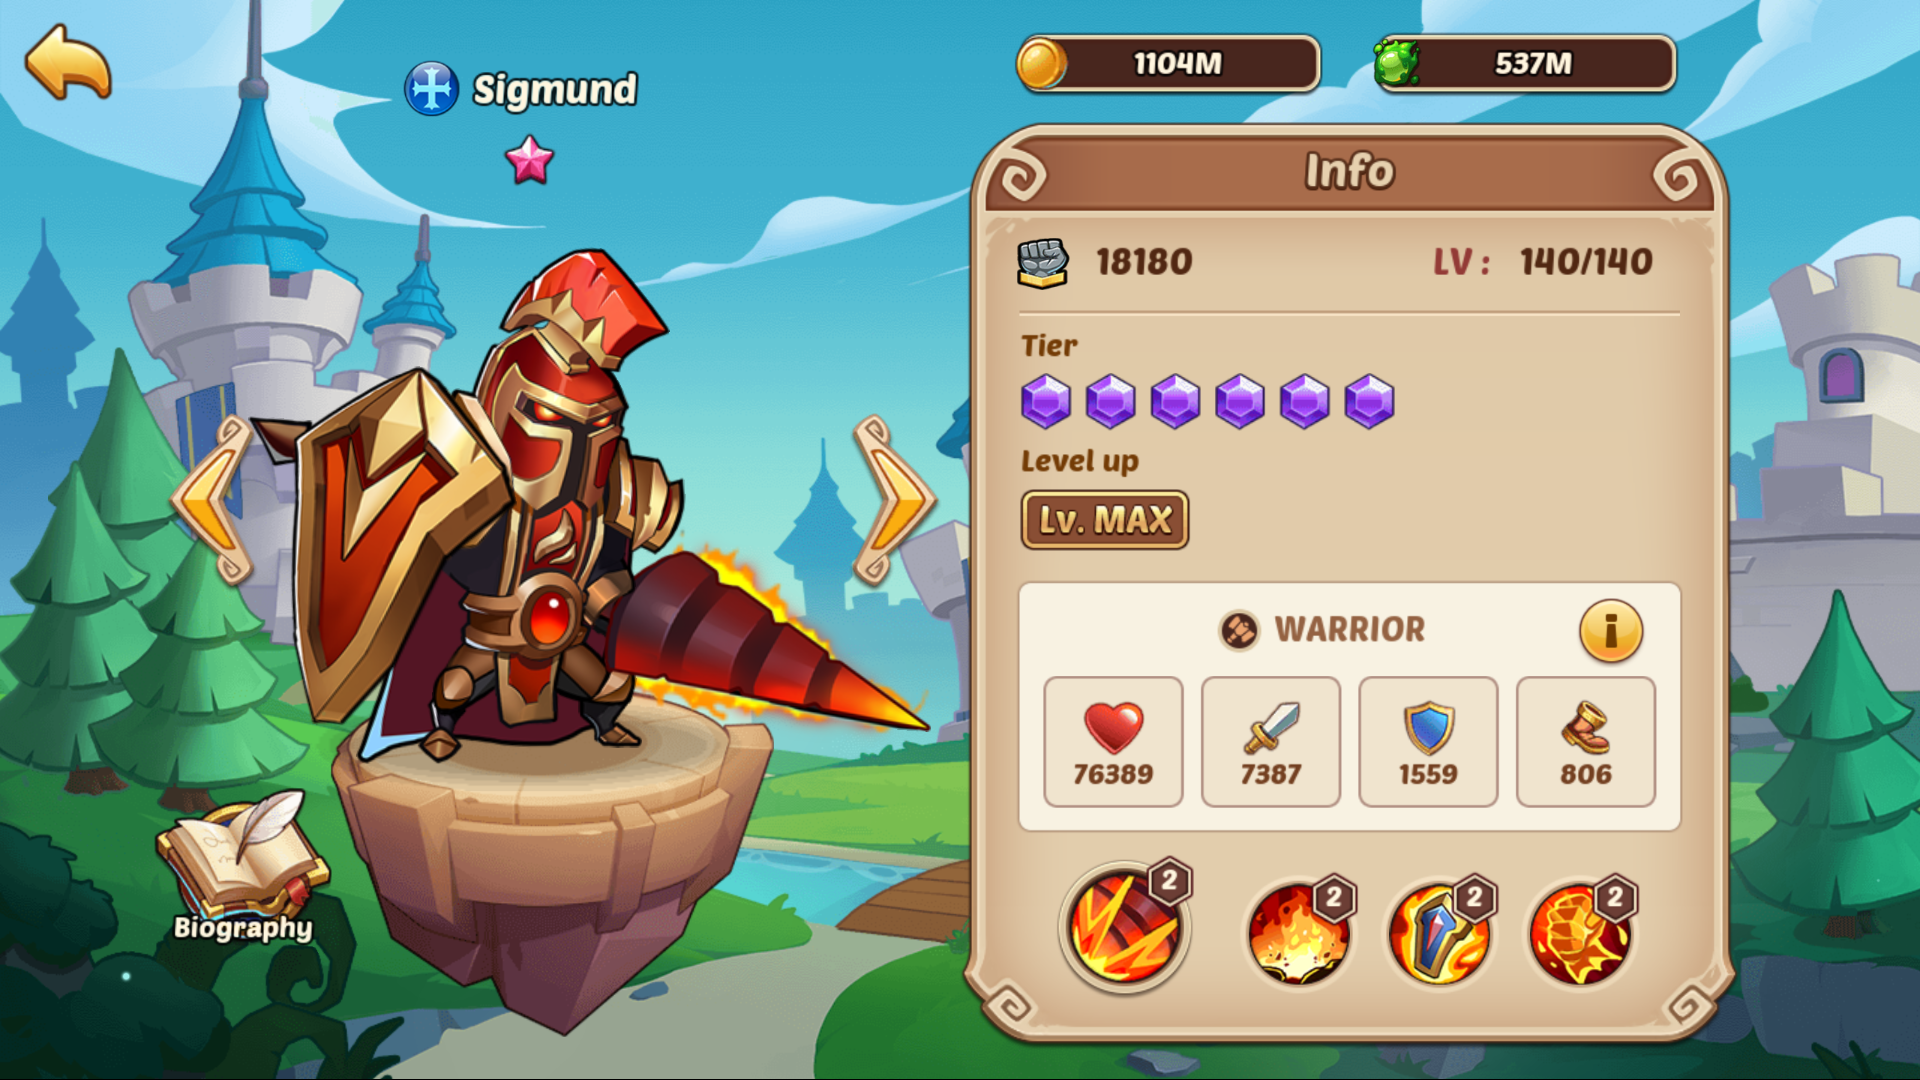 Sigmund
1104M
537M
Info
18180
LV : 140/140
Tier
Level up
Lv. MAX
WARRIOR
76389
7387
1559
806
2
2
2
2
Biography